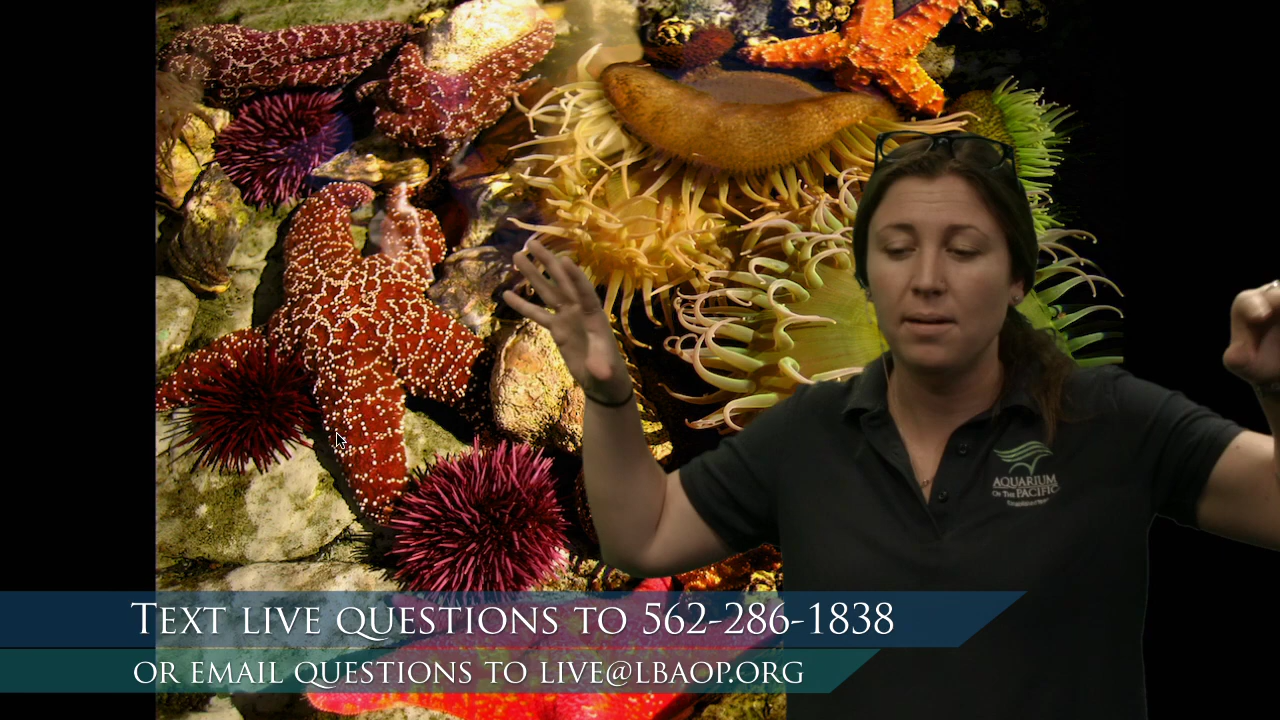 AQUARIUM
OF THE PACIFIC
TEXT LIVE QUESTIONS TO 562-286-1838
OR EMAIL QUESTIONS TO LIVE@LBAOP.ORG